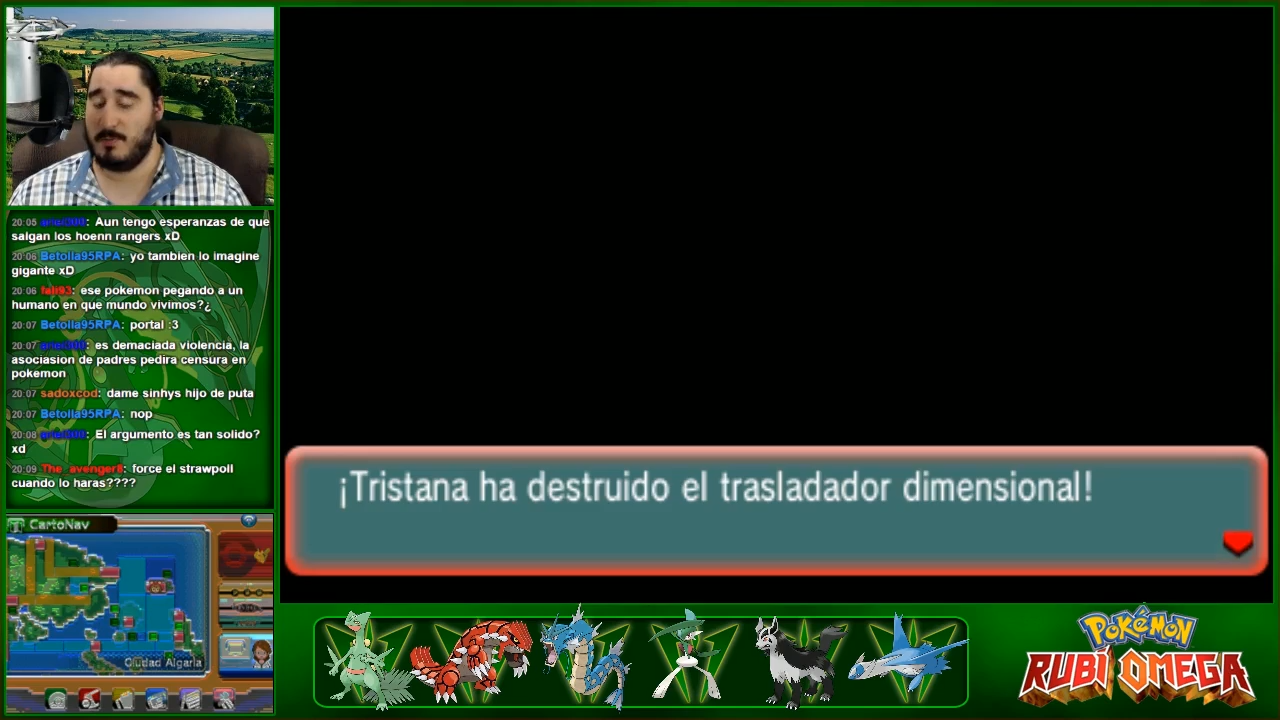 20:05 : Aun tengo esperanzas de que
salgan los hoenn rangers xD
20:06 Betolla95RPA: yo tambien lo imagine
gigante xD
20:06 : ese pokemon pegando a un
humano en que mundo vivimos?¿
20:07 Betolla95RPA: portal :3
20:07 : es demaciada violencia, la
asociasion de padres pedira censura en
pokemon
20:07 sadoxcod: dame sinhys hijo de puta
20:07 Betolla95RPA: nop
20:08 : El argumento es tan solido?
xd
20:09 The_avenger8: force el strawpoll
cuando lo haras????
CartoNav
Ciudad Algaria
¡Tristana ha destruido el trasladador dimensional!
POKÉMON
RUBÍ OMEGA